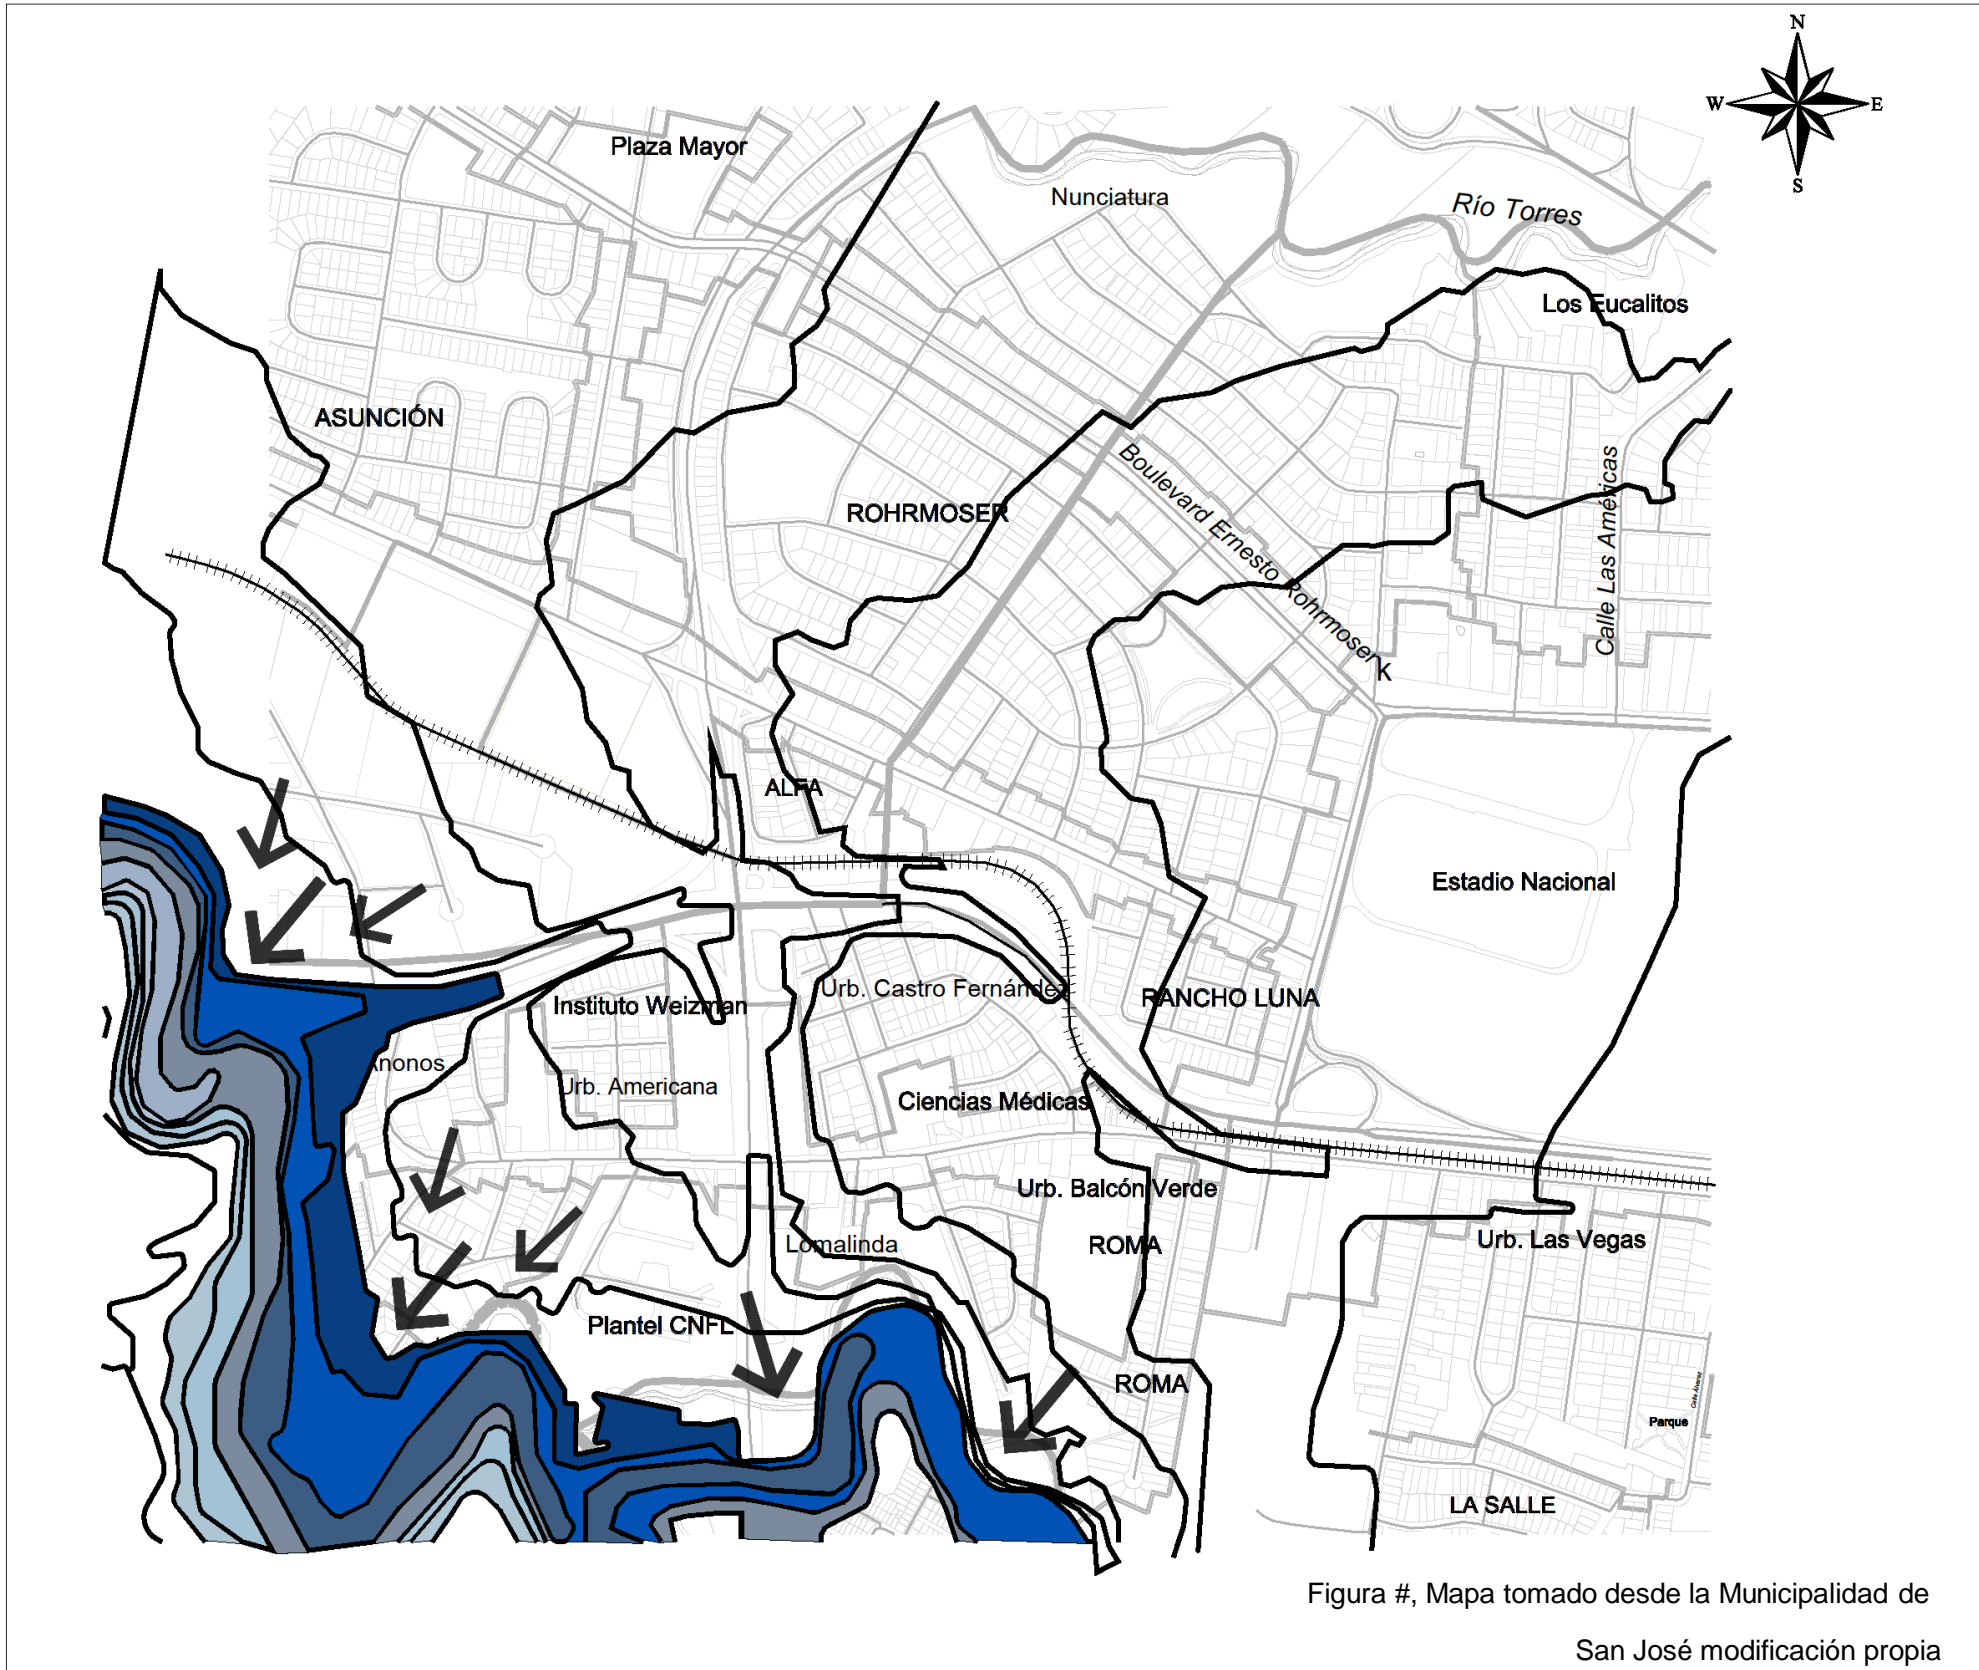 N
W E
S
Plaza Mayor
Nunciatura
Río Torres
Los Eucalitos
ASUNCIÓN
ROHRMOSER
Boulevard Ernesto Rohrmoser
k
Calle Las Américas
ALFA
Estadio Nacional
Instituto Weizman
Urb. Castro Fernández
RANCHO LUNA
nonos
Urb. Americana
Ciencias Médicas
Urb. Balcón Verde
Lomalinda
ROMA
Urb. Las Vegas
Plantel CNFL
ROMA
Parque
LA SALLE
Figura #, Mapa tomado desde la Municipalidad de
San José modificación propia